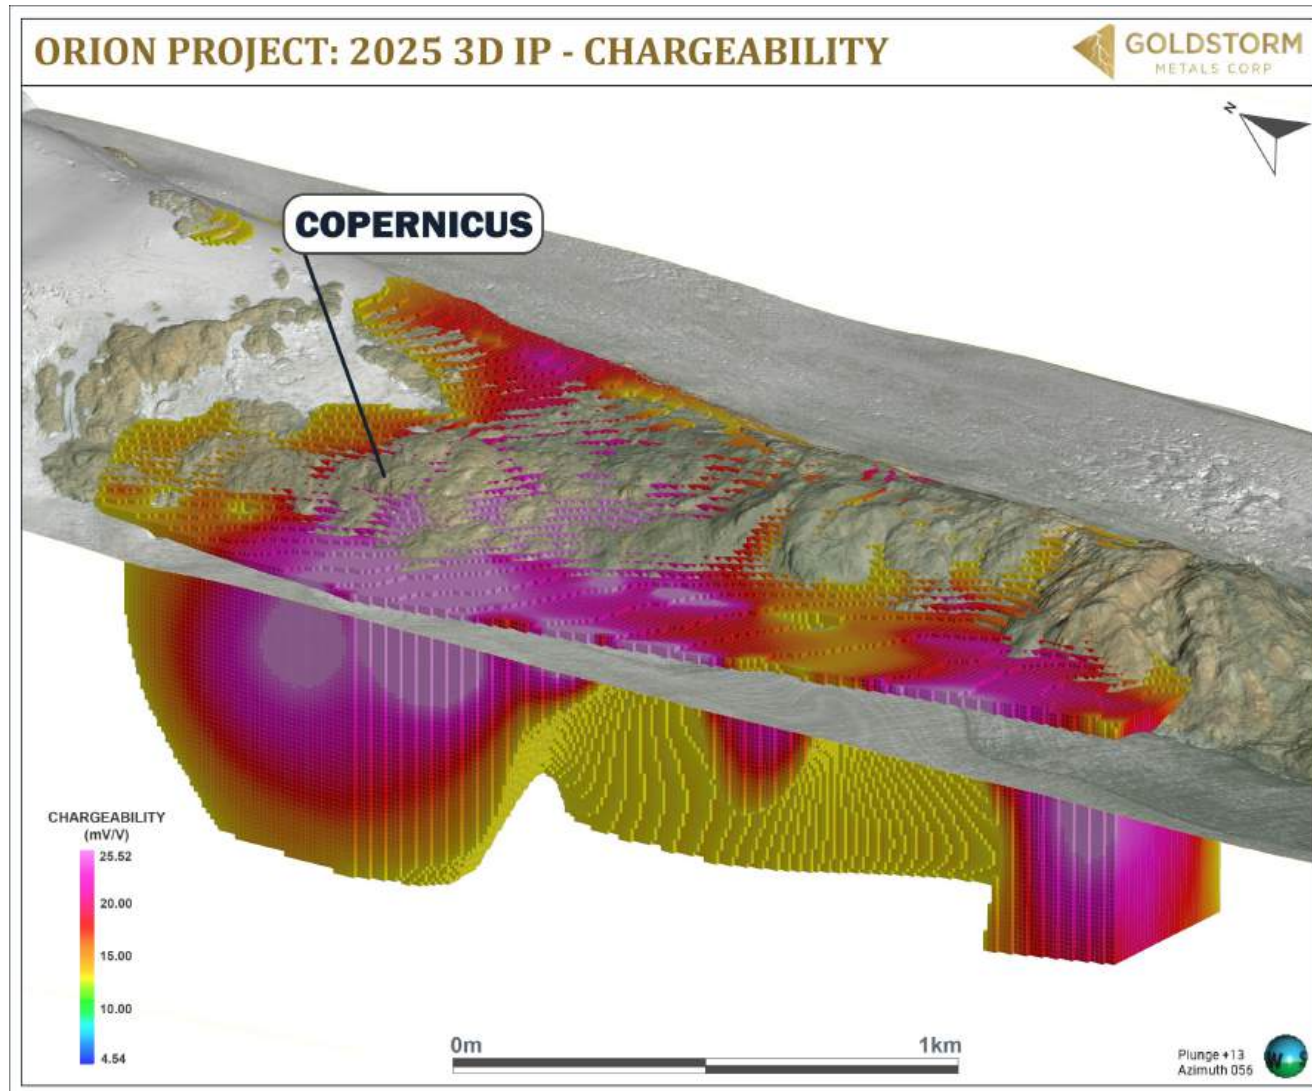 ORION PROJECT: 2025 3D IP - CHARGEABILITY
GOLDSTORM
METALS CORP
N
COPERNICUS
CHARGEABILITY
(mV/V)
25.52
20.00
15.00
10.00
4.54
0m 1km
Plunge +13
Azimuth 056
W S